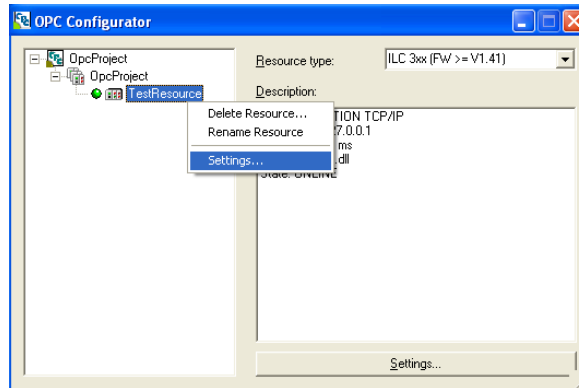 OPC Configurator
OpcProject
OpcProject
TestResource
Resource type:
ILC 3xx (FW >= V1.41)
Description:
Delete Resource...
Rename Resource
Settings...
TION TCP/IP
7.0.0.1
ms
dll
State: ONLINE
Settings...